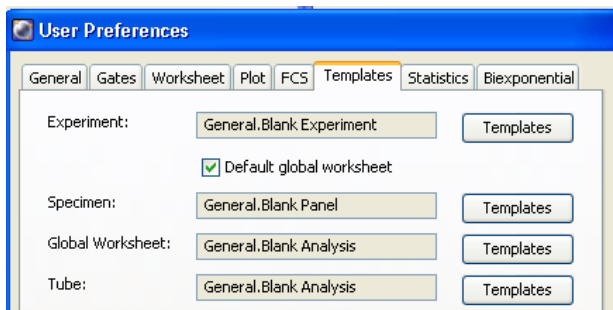 User Preferences
General Gates Worksheet Plot FCS Templates Statistics Biexponential
Experiment: General.Blank Experiment Templates
Default global worksheet
Specimen: General.Blank Panel Templates
Global Worksheet: General.Blank Analysis Templates
Tube: General.Blank Analysis Templates